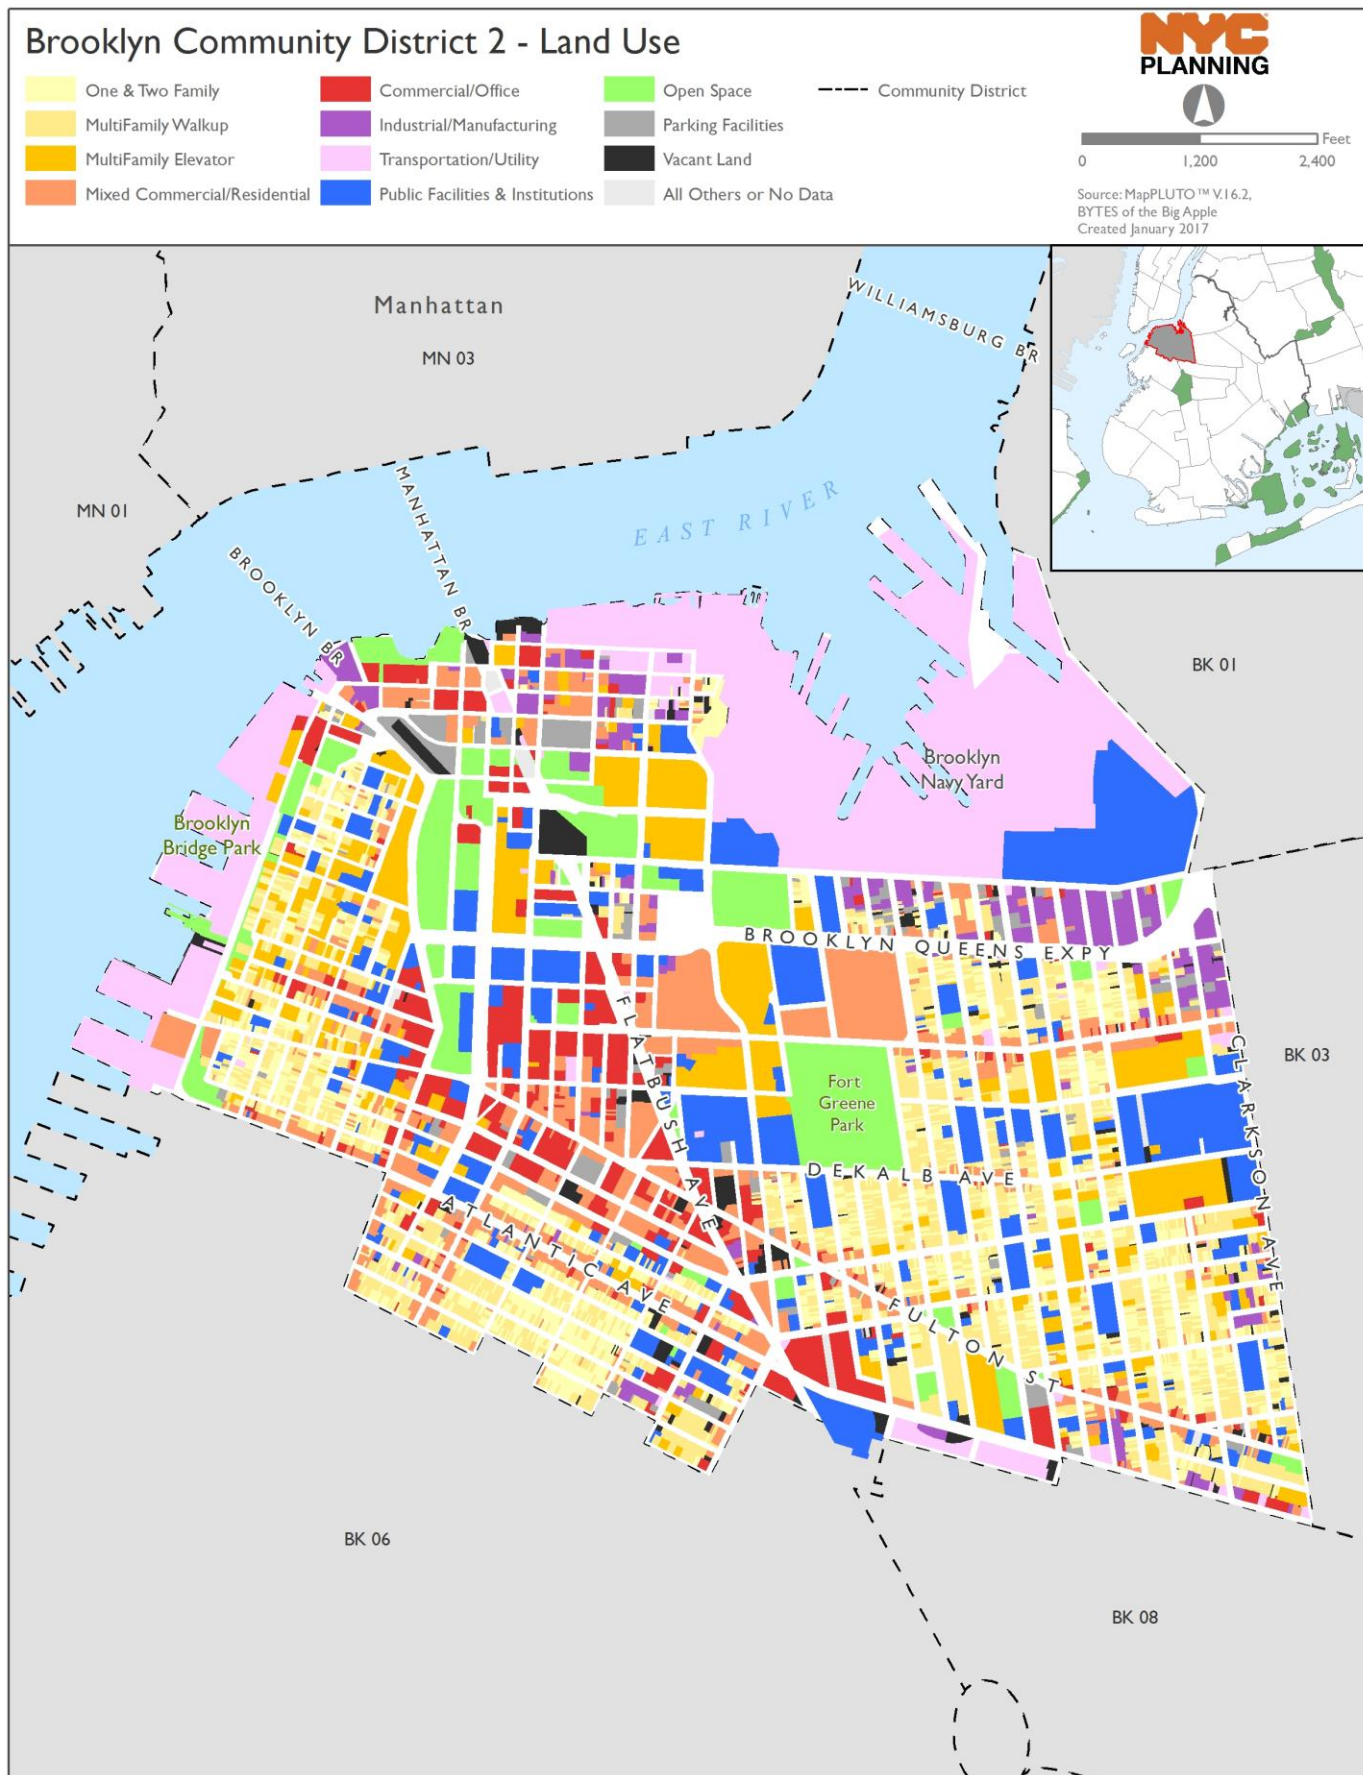 Brooklyn Community District 2 - Land Use
NYC
PLANNING
One & Two Family
MultiFamily Walkup
MultiFamily Elevator
Mixed Commercial/Residential
Commercial/Office
Industrial/Manufacturing
Transportation/Utility
Public Facilities & Institutions
Open Space
Parking Facilities
Vacant Land
All Others or No Data
Community District
Feet
0 1,200 2,400
Source: MapPLUTO™ V.16.2,
BYTES of the Big Apple
Created January 2017
Manhattan
MN 03
WILLIAMSBURG BR
MN 01
MANHATTAN BR
EAST RIVER
BROOKLYN BR
BK 01
Brooklyn
Navy Yard
Brooklyn
Bridge Park
BROOKLYN QUEENS EXPY
FLATBUSH AVE
CLARKSON AVE
BK 03
Fort
Greene
Park
DEKALB AVE
ATLANTIC AVE
FULTON ST
BK 06
BK 08